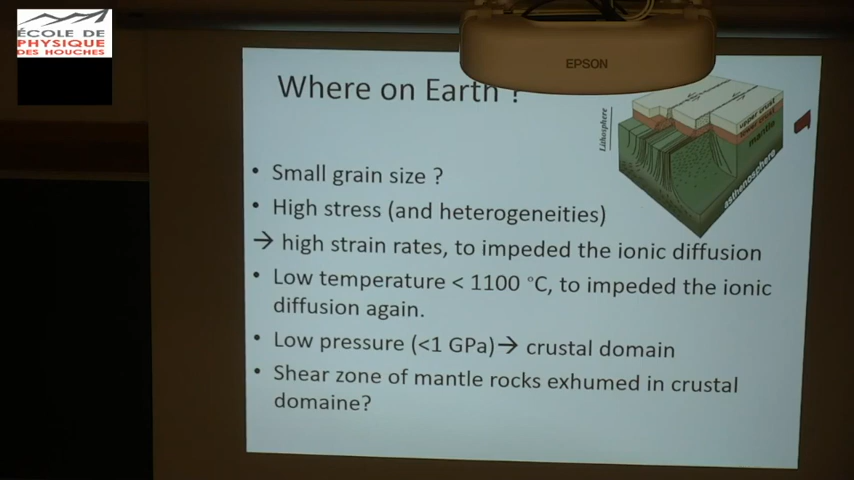 ÉCOLE DE
PHYSIQUE
DES HOUCHES
EPSON
Where on Earth ?
Lithosphere
upper crust
lower crust
mantle
asthenosphere
• Small grain size ?
• High stress (and heterogeneities)
→ high strain rates, to impeded the ionic diffusion
• Low temperature < 1100 °C, to impeded the ionic
diffusion again.
• Low pressure (<1 GPa)→ crustal domain
• Shear zone of mantle rocks exhumed in crustal
domaine?